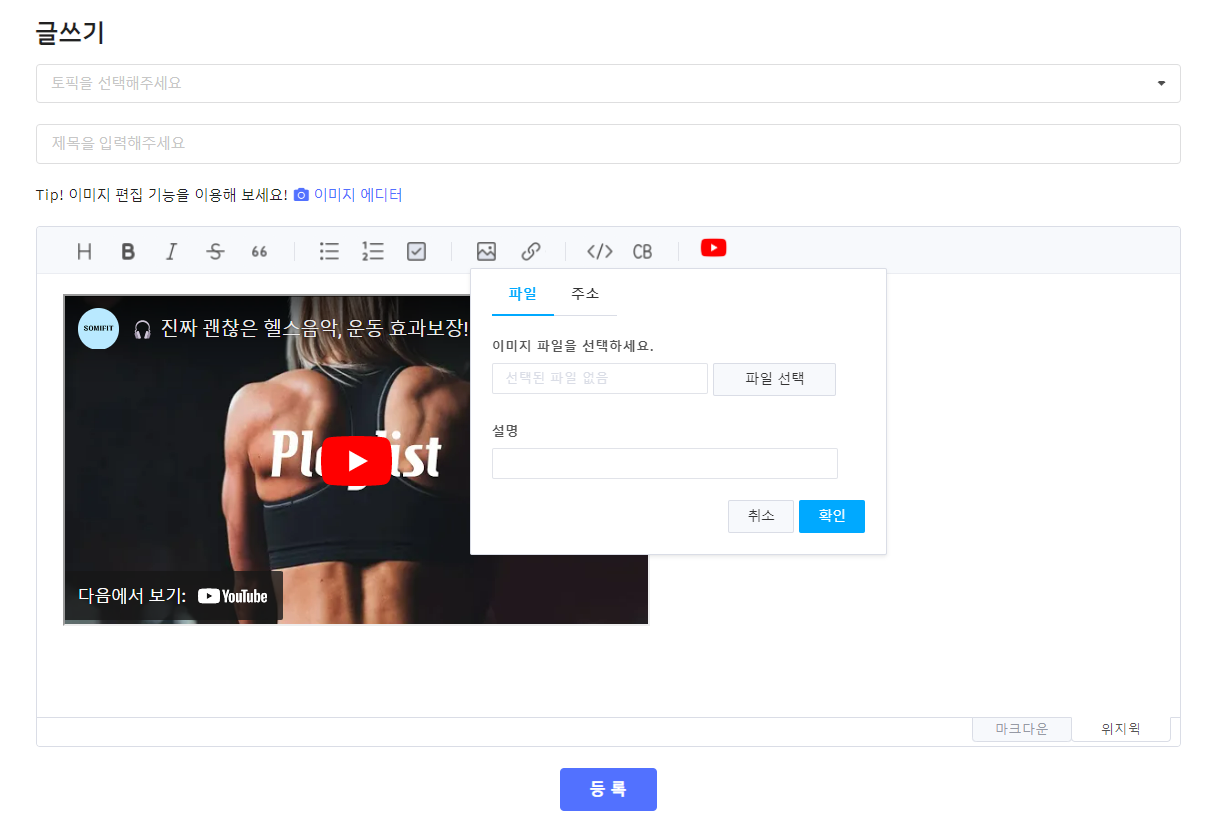 글쓰기
토픽을 선택해주세요
제목을 입력해주세요
Tip! 이미지 편집 기능을 이용해 보세요! 이미지 에디터
H B I S 66 </> CB
파일 주소
SOMIFIT 진짜 괜찮은 헬스음악, 운동 효과보장!
이미지 파일을 선택하세요.
선택된 파일 없음 파일 선택
설명
Playlist
취소 확인
다음에서 보기: YouTube
마크다운 위지윅
등 록